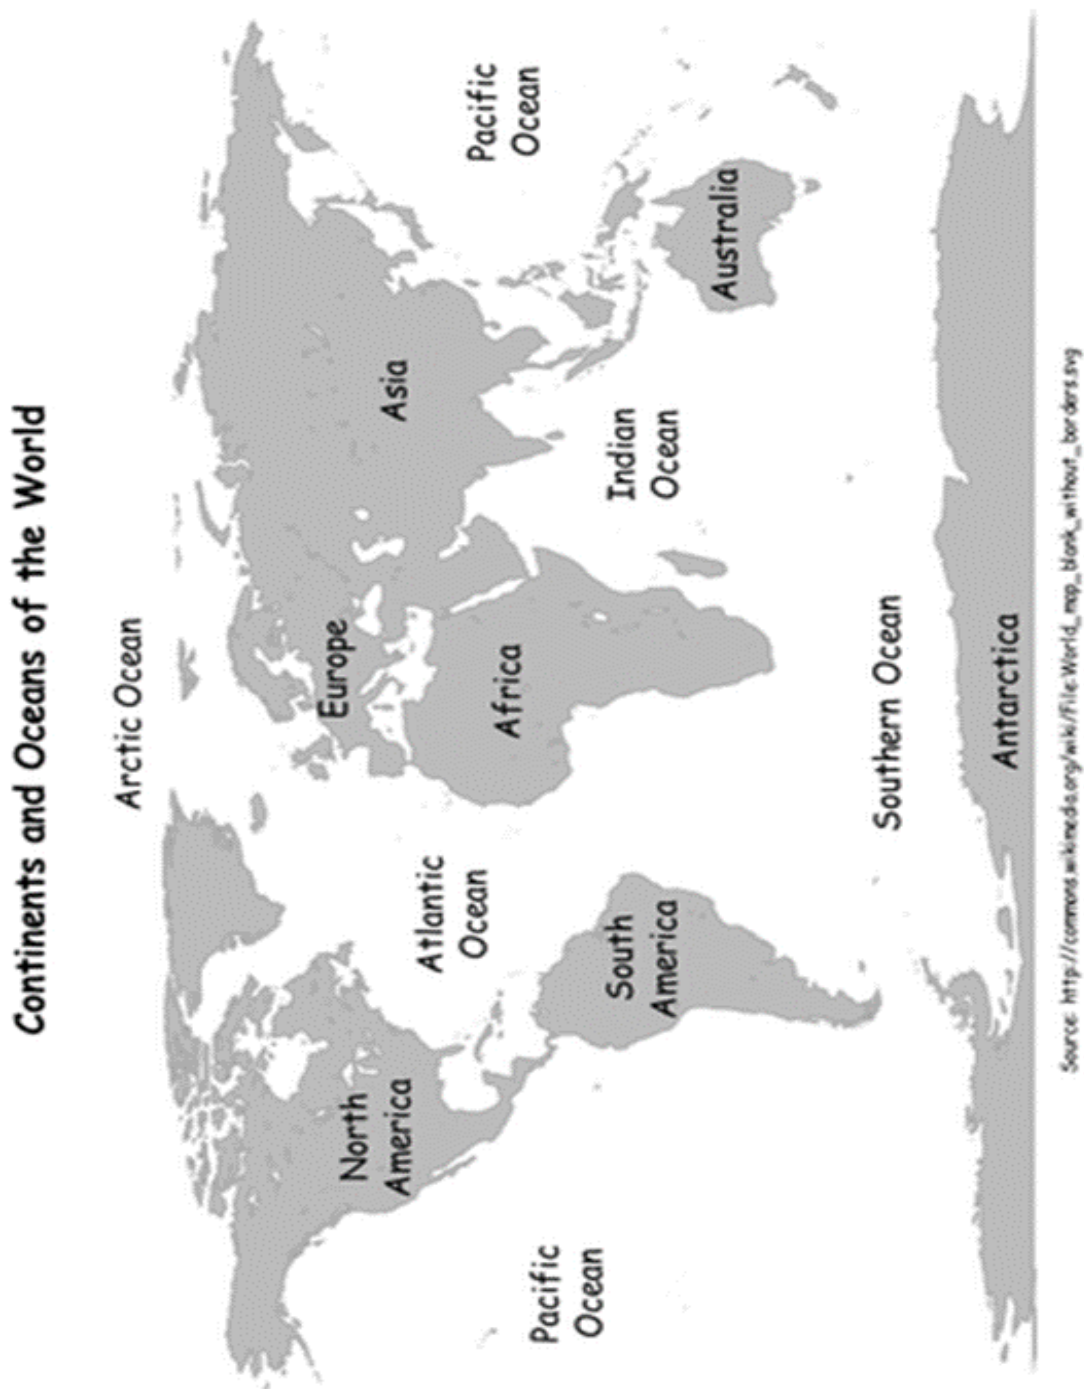 Continents and Oceans of the World
Arctic Ocean
North
America
Atlantic
Ocean
Europe
Asia
Pacific
Ocean
Pacific
Ocean
South
America
Africa
Indian
Ocean
Australia
Southern Ocean
Antarctica
Source: http://commons.wikimedia.org/wiki/File:World_map_blank_without_borders.svg